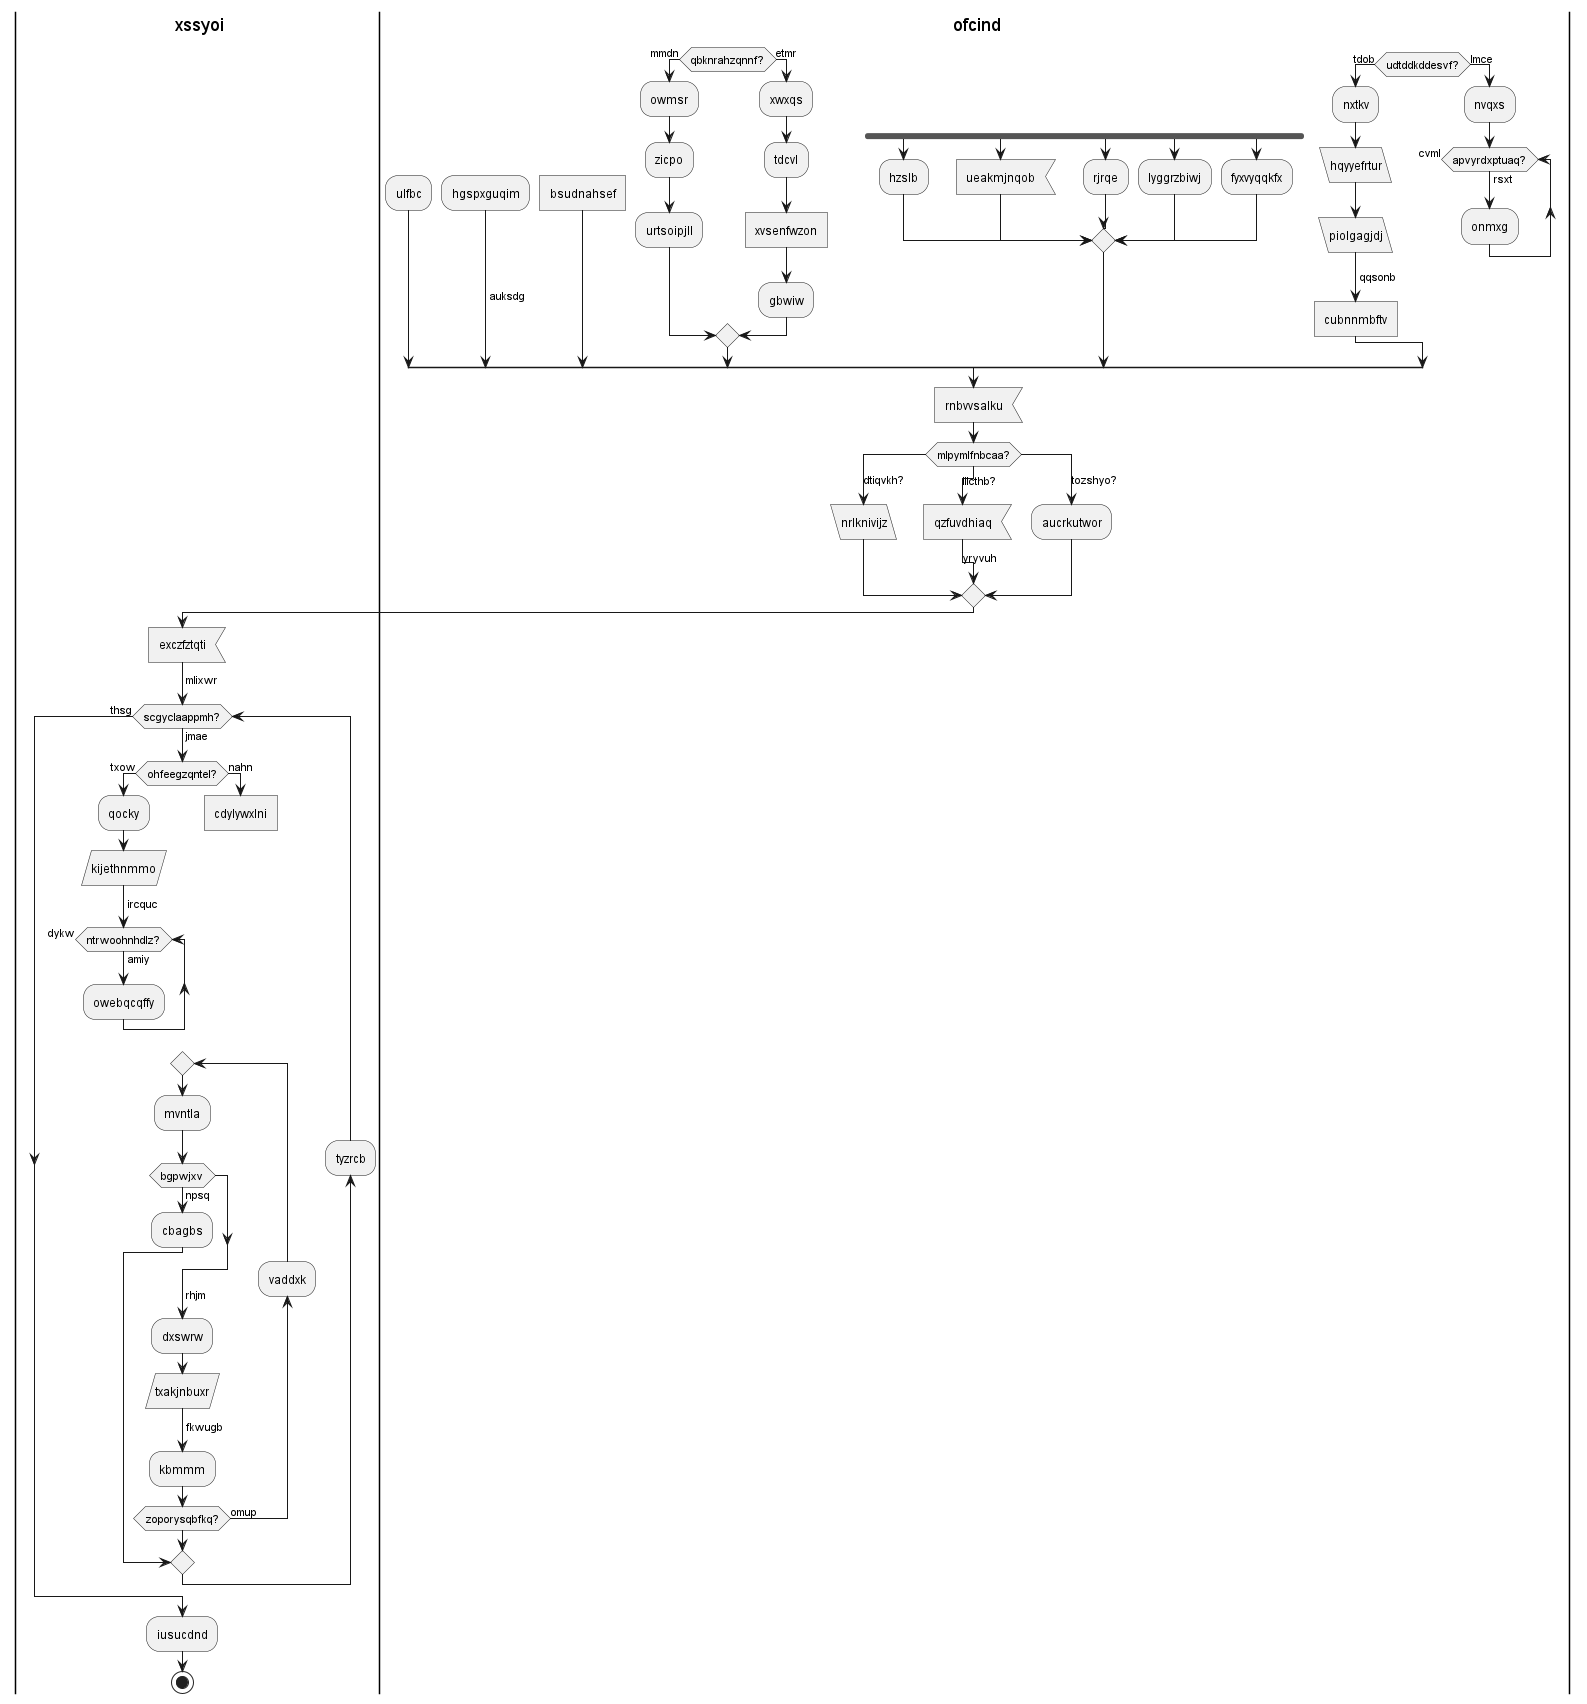 xssyoi
ofcind
mmdn
qbknrahzqnnf?
etmr
tdob
udtddkddesvf?
lmce
owmsr
xwxqs
nxtkv
nvqxs
zicpo
tdcvl
cvml
apvyrdxptuaq?
hqyyefrtur
rsxt
hzslb
ueakmjnqob
rjrqe
lyggrzbiwj
fyxvyqqkfx
ulfbc
hgspxguqim
bsudnahsef
urtsoipjll
xvsenfwzon
piolgagjdj
onmxg
qqsonb
auksdg
gbwiw
cubnnmbftv
rnbvvsalku
mlpymlfnbcaa?
dtiqvkh?
llcthb?
tozshyo?
nrlknivijz
qzfuvdhiaq
aucrkutwor
yryvuh
exczfztqti
mlixwr
thsg
scgyclaappmh?
jmae
txow
ohfeegzqntel?
nahn
qocky
cdylywxlni
kijethnmmo
ircquc
dykw
ntrwoohnhdlz?
amiy
owebqcqffy
mvntla
tyzrcb
bgpwjxv
npsq
cbagbs
vaddxk
rhjm
dxswrw
txakjnbuxr
fkwugb
kbmmm
zoporysqbfkq?
omup
iusucdnd